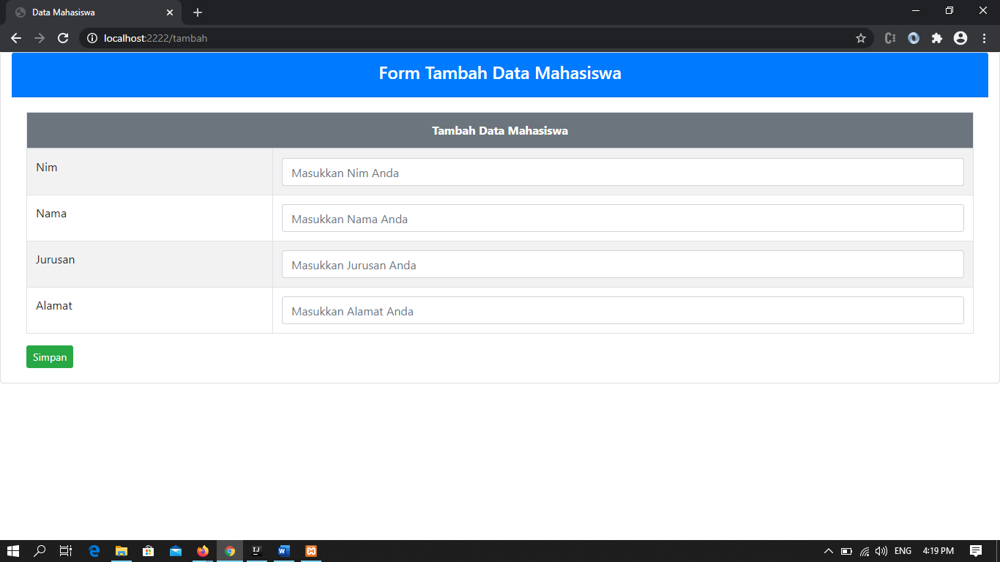 Data Mahasiswa
localhost:2222/tambah
Form Tambah Data Mahasiswa
Tambah Data Mahasiswa
Nim
Masukkan Nim Anda
Nama
Masukkan Nama Anda
Jurusan
Masukkan Jurusan Anda
Alamat
Masukkan Alamat Anda
Simpan
ENG
4:19 PM